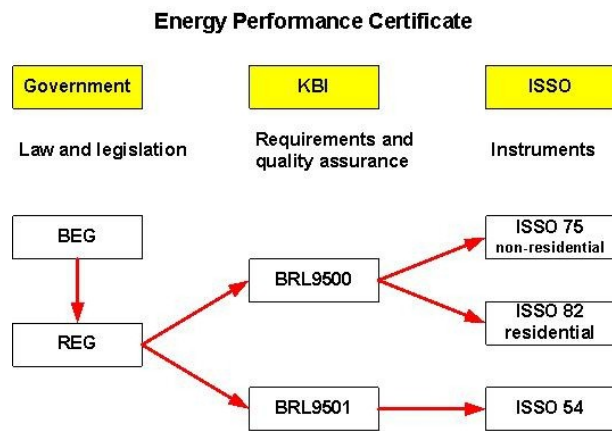 Energy Performance Certificate
Government
KBI
ISSO
Law and legislation
Requirements and
quality assurance
Instruments
BEG
REG
BRL9500
BRL9501
ISSO 75
non-residential
ISSO 82
residential
ISSO 54